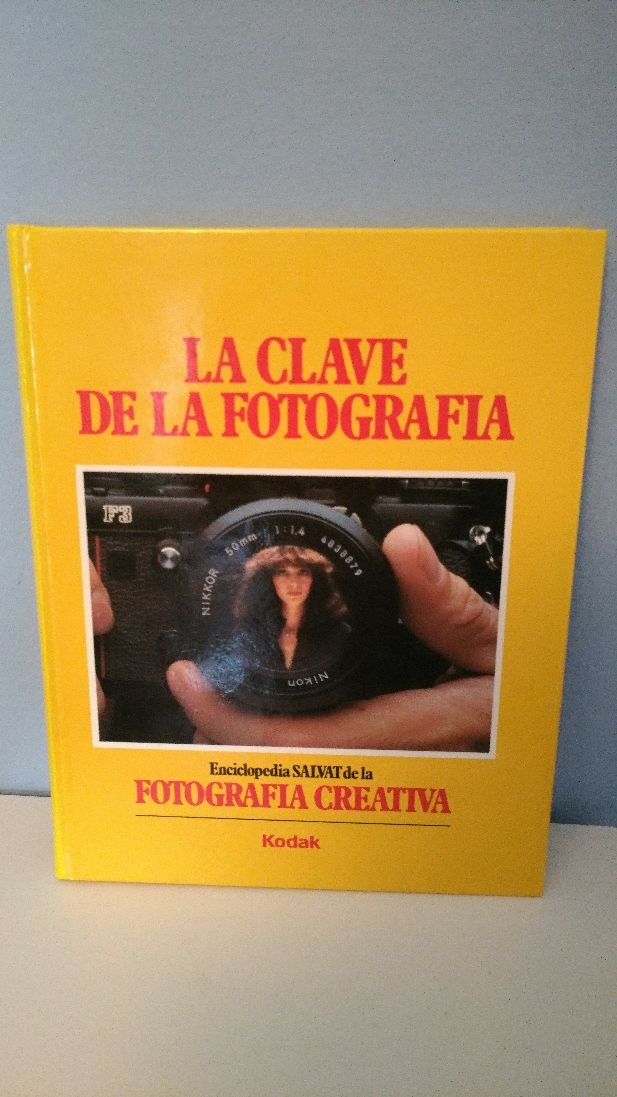 LA CLAVE
DE LA FOTOGRAFIA
F3
NIKKOR 50mm 1:1.4 4838879
Nikon
Enciclopedia SALVAT de la
FOTOGRAFIA CREATIVA
Kodak